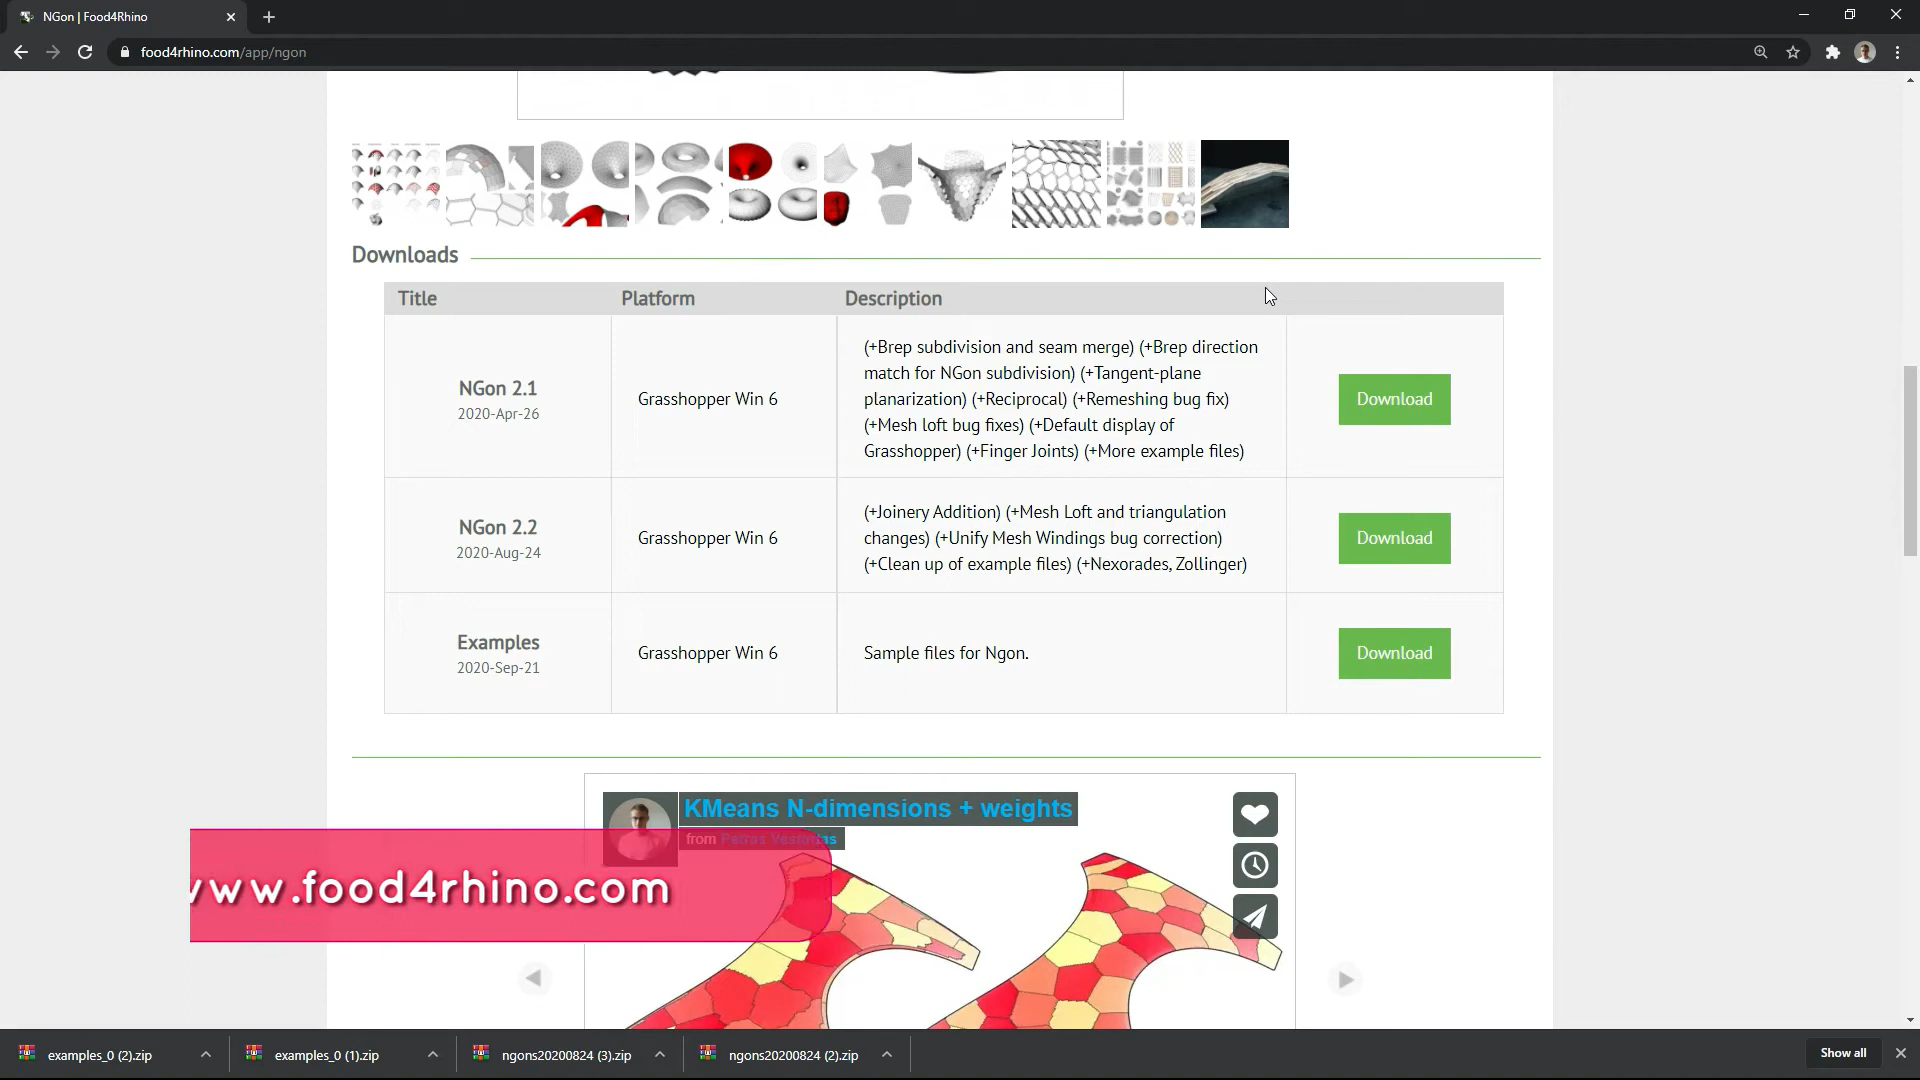 NGon | Food4Rhino
food4rhino.com/app/ngon
Downloads
Title Platform Description
NGon 2.1
2020-Apr-26
Grasshopper Win 6
(+Brep subdivision and seam merge) (+Brep direction
match for NGon subdivision) (+Tangent-plane
planarization) (+Reciprocal) (+Remeshing bug fix)
(+Mesh loft bug fixes) (+Default display of
Grasshopper) (+Finger Joints) (+More example files)
Download
NGon 2.2
2020-Aug-24
Grasshopper Win 6
(+Joinery Addition) (+Mesh Loft and triangulation
changes) (+Unify Mesh Windings bug correction)
(+Clean up of example files) (+Nexorades, Zollinger)
Download
Examples
2020-Sep-21
Grasshopper Win 6
Sample files for Ngon.
Download
KMeans N-dimensions + weights
from Petras Vestartas
www.food4rhino.com
examples_0 (2).zip
examples_0 (1).zip
ngons20200824 (3).zip
ngons20200824 (2).zip
Show all